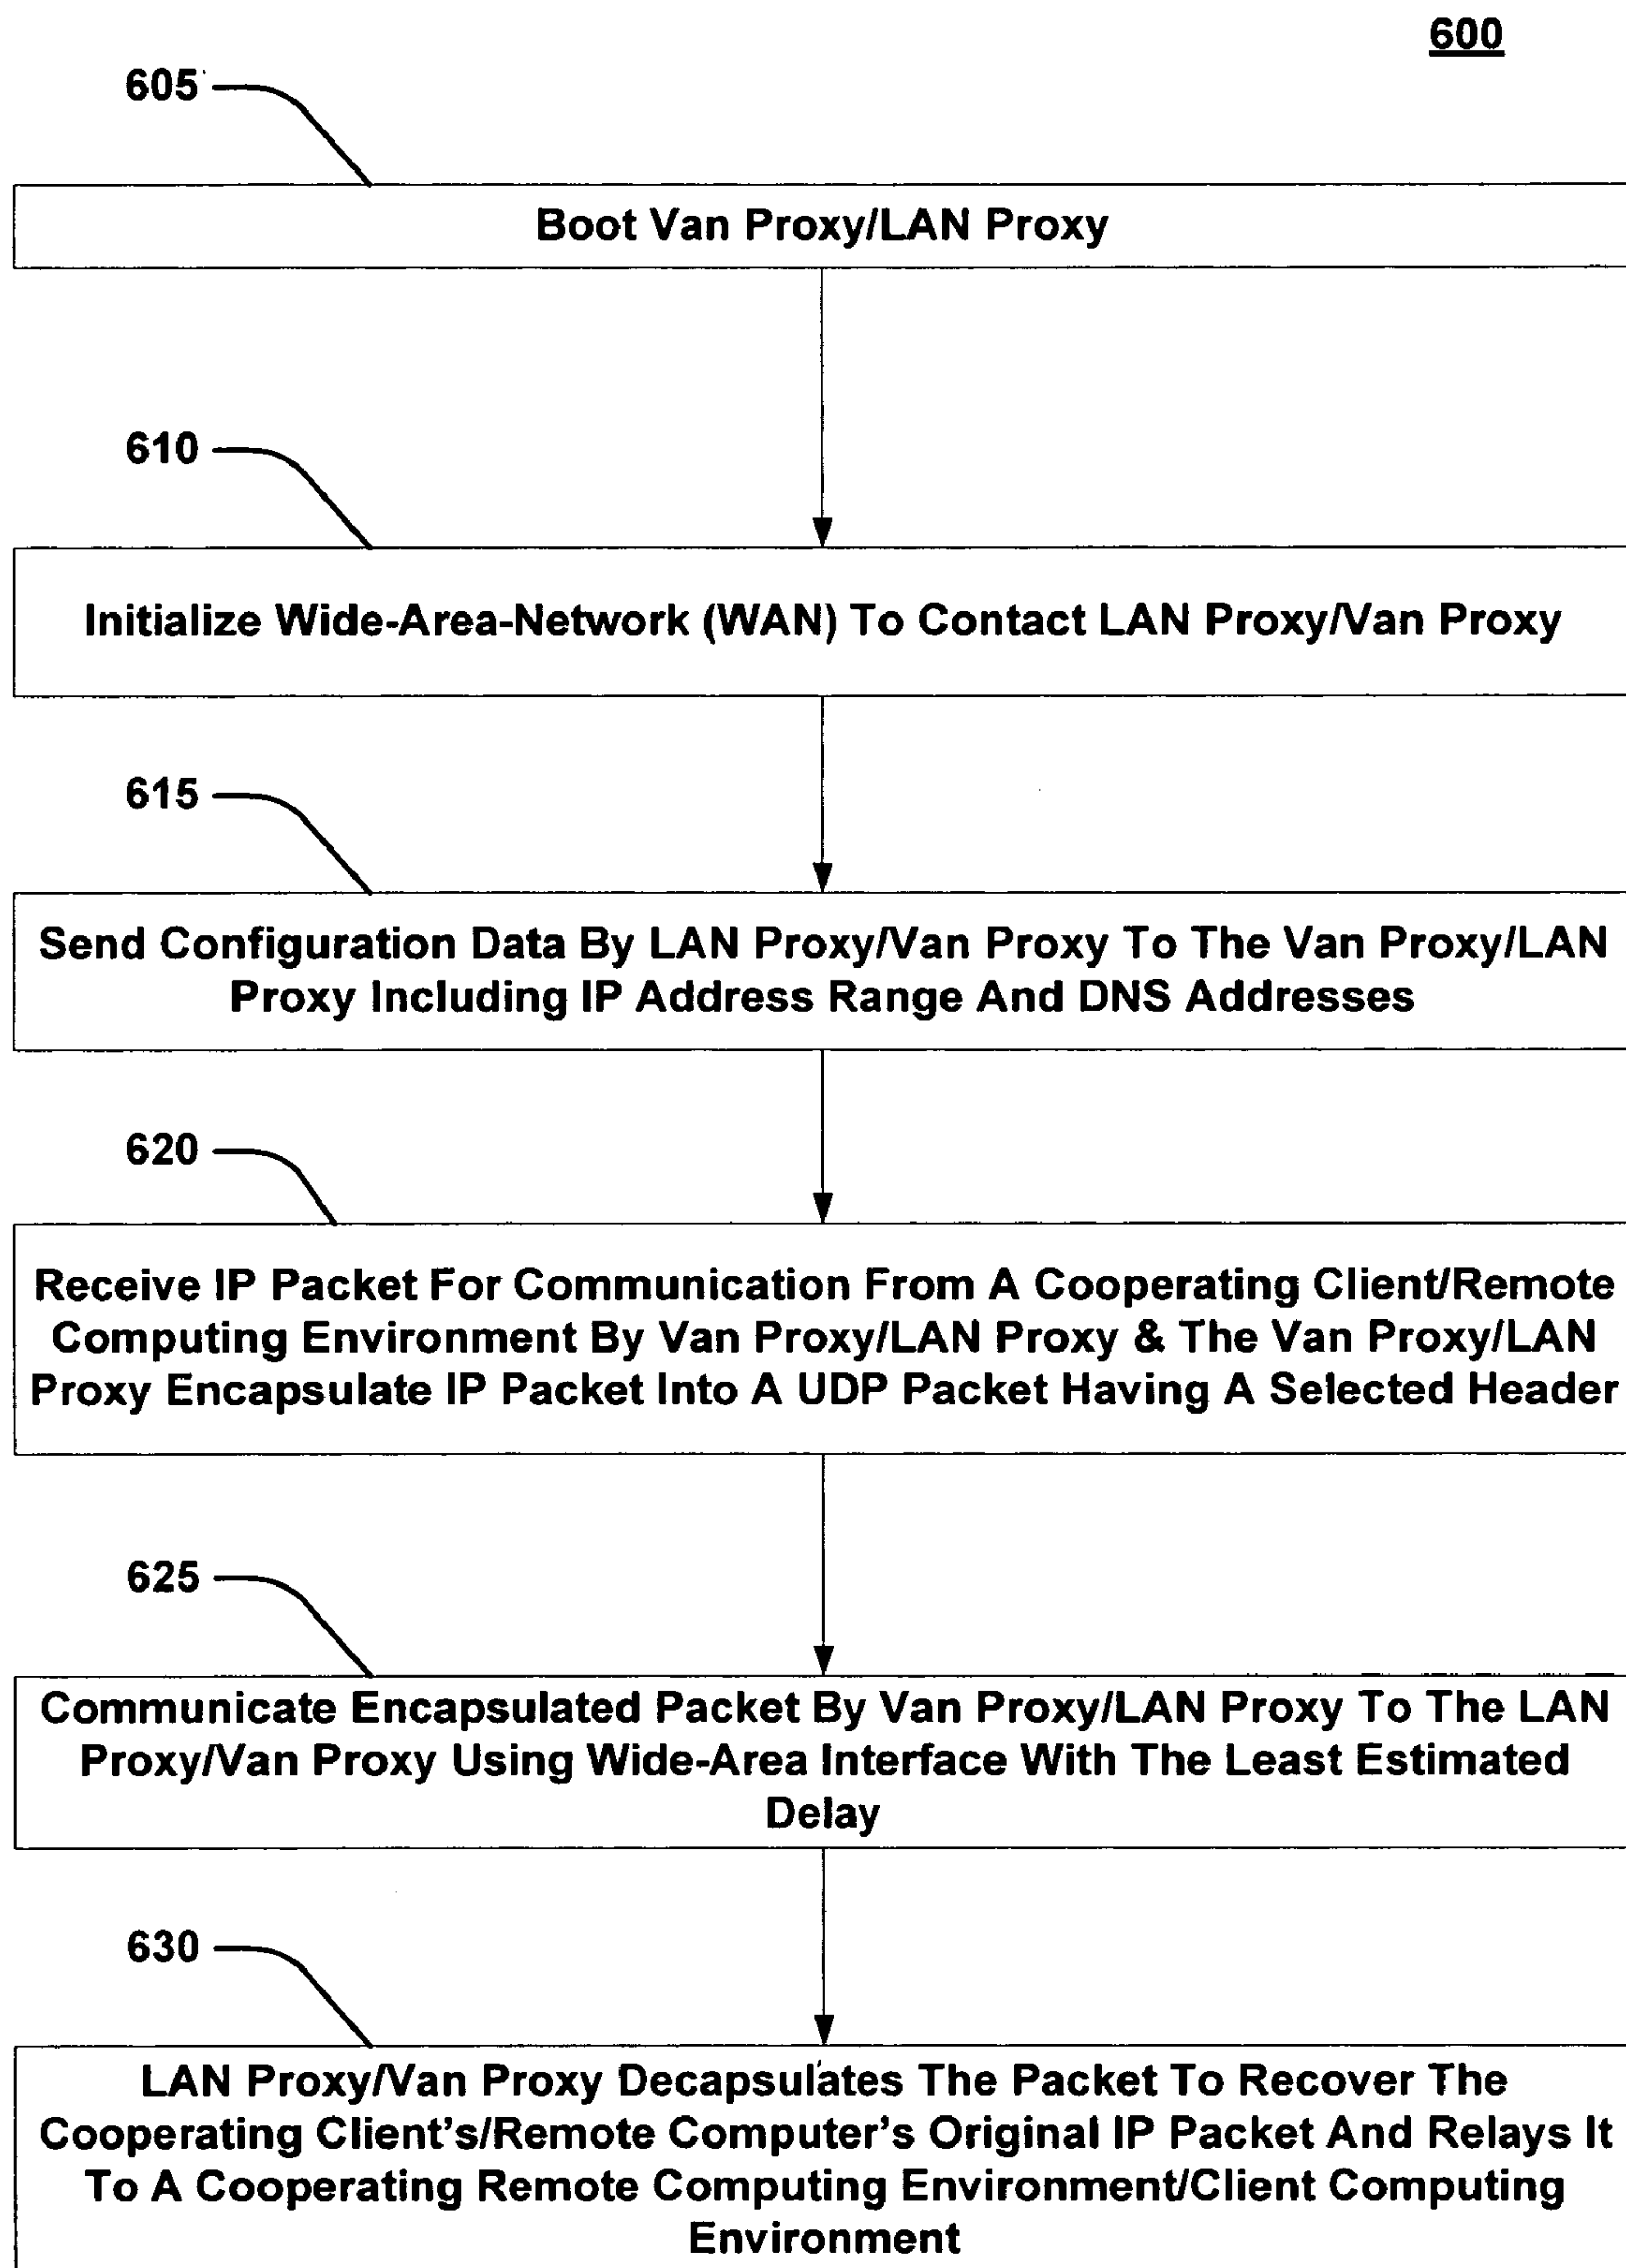 600
605
Boot Van Proxy/LAN Proxy
610
Initialize Wide-Area-Network (WAN) To Contact LAN Proxy/Van Proxy
615
Send Configuration Data By LAN Proxy/Van Proxy To The Van Proxy/LAN
Proxy Including IP Address Range And DNS Addresses
620
Receive IP Packet For Communication From A Cooperating Client/Remote
Computing Environment By Van Proxy/LAN Proxy & The Van Proxy/LAN
Proxy Encapsulate IP Packet Into A UDP Packet Having A Selected Header
625
Communicate Encapsulated Packet By Van Proxy/LAN Proxy To The LAN
Proxy/Van Proxy Using Wide-Area Interface With The Least Estimated
Delay
630
LAN Proxy/Van Proxy Decapsulates The Packet To Recover The
Cooperating Client's/Remote Computer's Original IP Packet And Relays It
To A Cooperating Remote Computing Environment/Client Computing
Environment